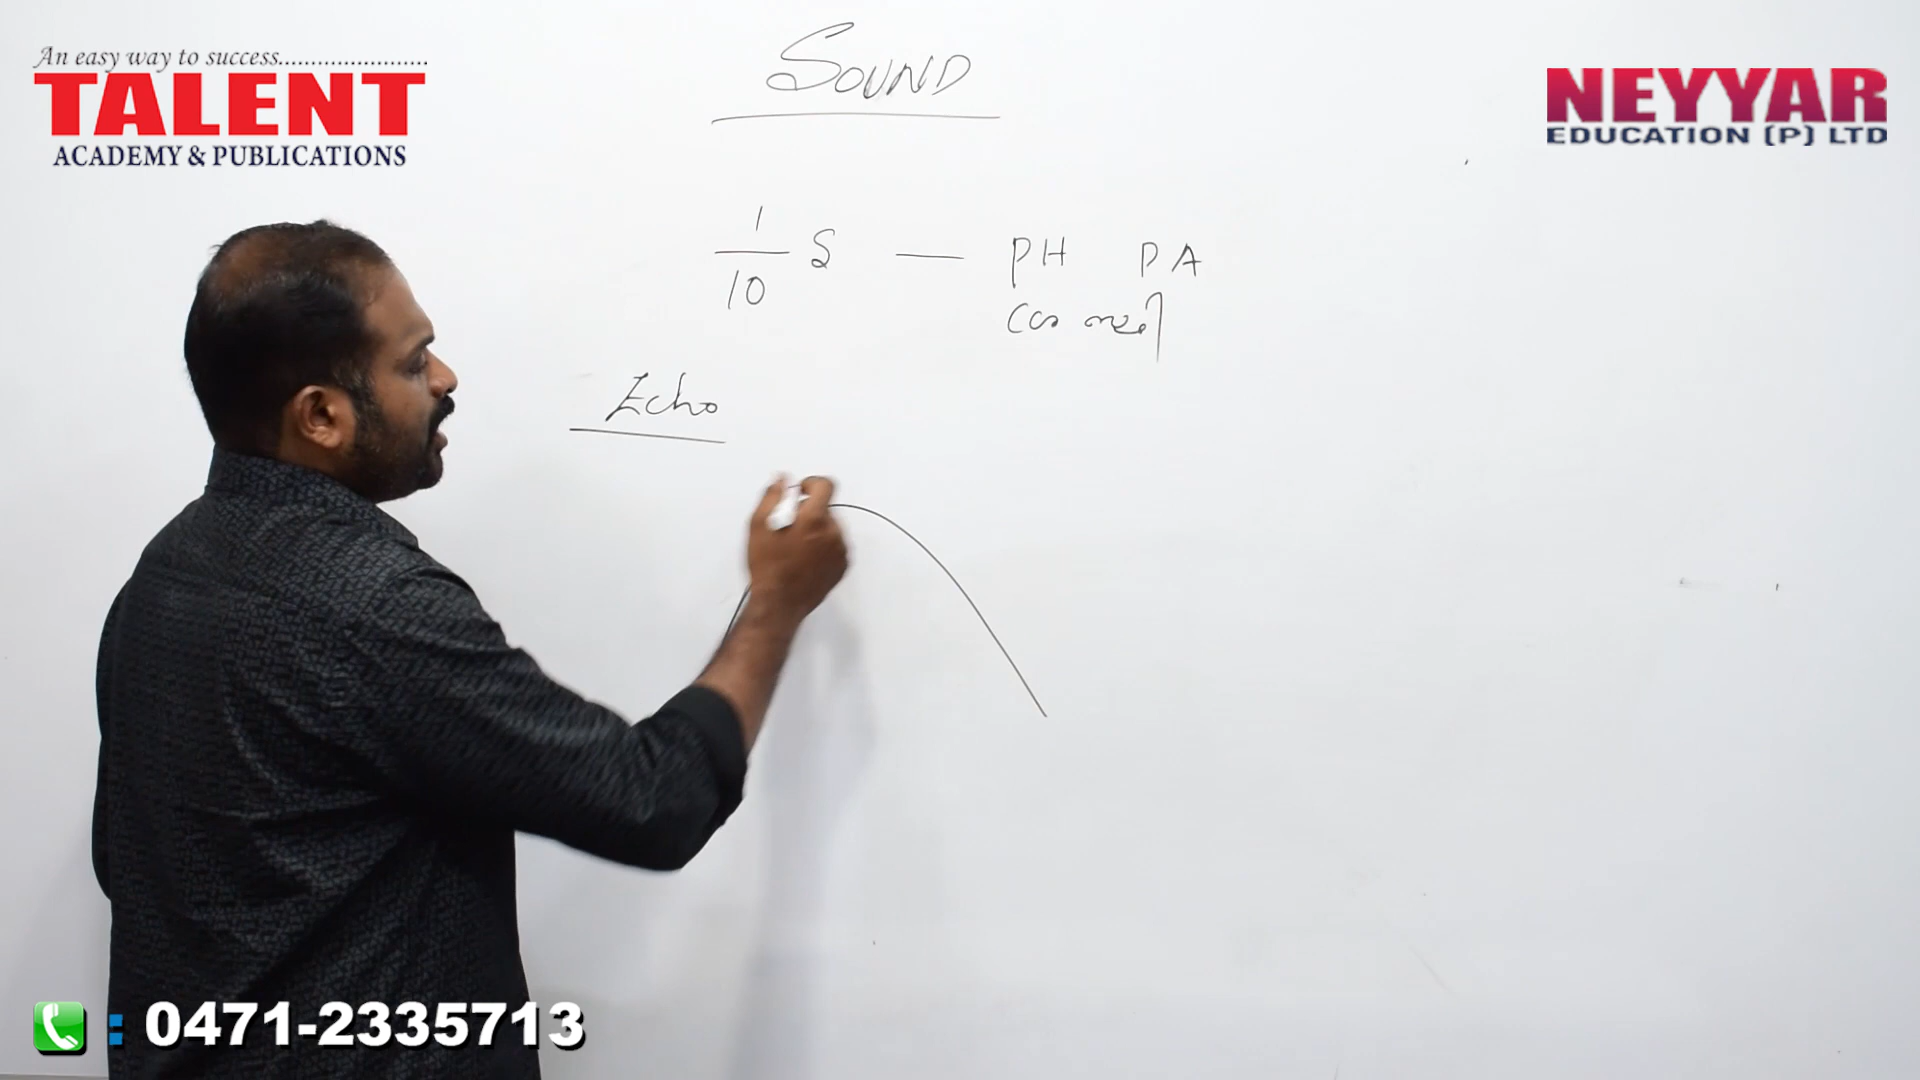 An easy way to success.......................
TALENT
ACADEMY & PUBLICATIONS
NEYYAR
EDUCATION (P) LTD
SOUND
1/10 S — PH PA
Echo
: 0471-2335713